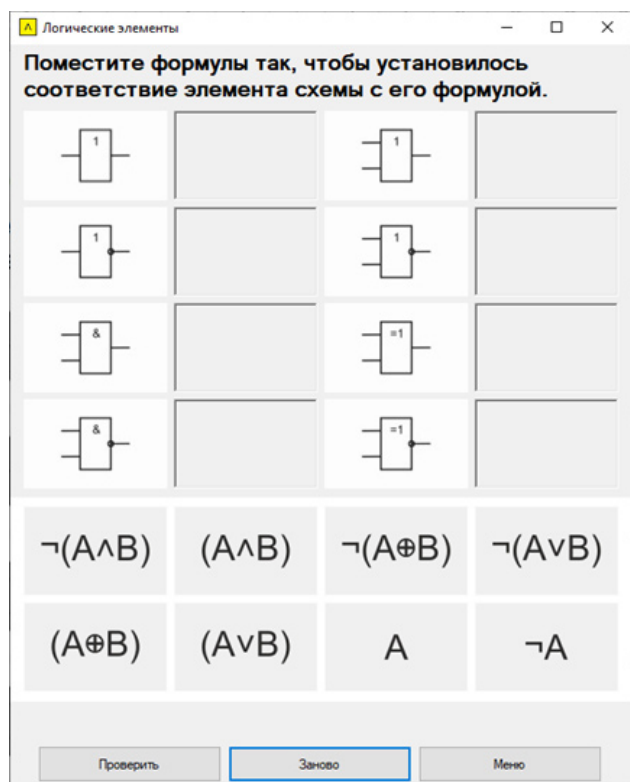 Логические элементы
Поместите формулы так, чтобы установилось
соответствие элемента схемы с его формулой.
1 1
1 1
& =1
& =1
¬(A∧B) (A∧B) ¬(A⊕B) ¬(A∨B)
(A⊕B) (A∨B) A ¬A
Проверить Заново Меню